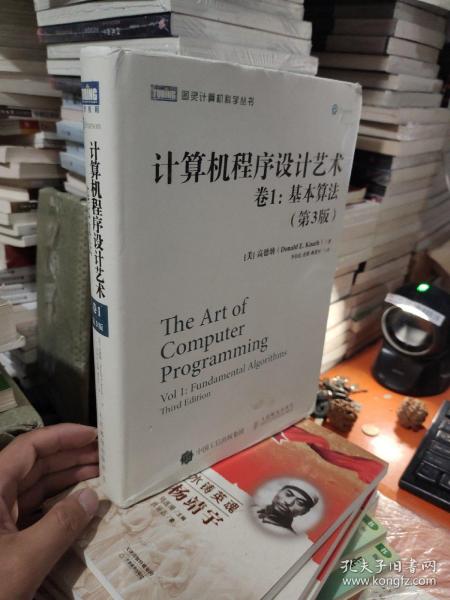 TURING
图灵计算机科学丛书
计算机程序设计艺术
卷1：基本算法
（第3版）
[美] 高德纳（Donald E. Knuth）著
The Art of
Computer
Programming
Vol 1: Fundamental Algorithms
Third Edition
中国工信出版集团
人民邮电出版社
计算机程序设计艺术
卷1
第3版
杨靖宇
孔夫子旧书网
www.kongfz.com